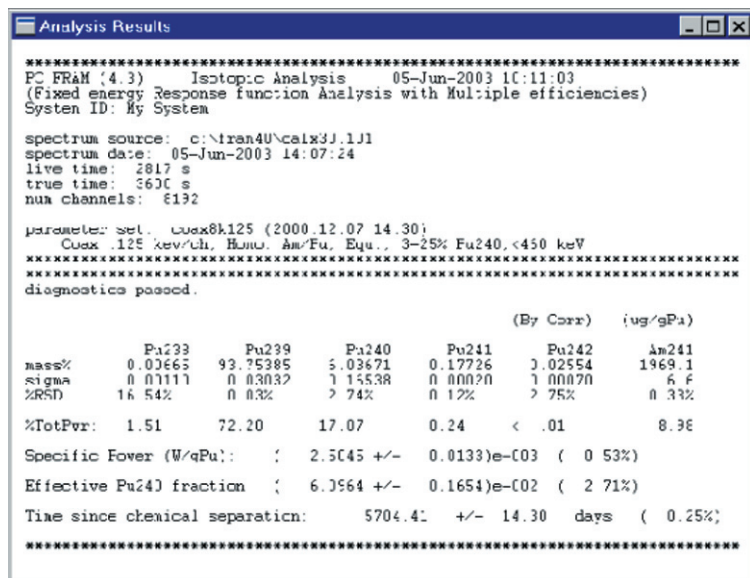 Analysis Results
************************************************************
PC FRAM (4.3) Isotopic Analysis 05-Jun-2003 10:11:03
(Fixed energy Response function Analysis with Multiple efficiencies)
System ID: My System
spectrum source:
spectrum date: 05-Jun-2003 14:07:24
live time: 2817 s
true time: 3600 s
num channels: 8192
parameter set: coax8k125 (2000.12.07 14.30)
Coax .125 kev/ch, Homo. Am/Pu, Equ., 3-25% Pu240,<460 keV
************************************************************
************************************************************
diagnostics passed.
(By Corr) (ug/gPu)
Pu238 Pu239 Pu240 Pu241 Pu242 Am241
mass% 0.00665 93.75385 6.03671 0.17726 0.02554 1969.1
sigma 0.00110 0.03032 0.16538 0.00020 0.00070 6.6
%RSD 16.54% 0.03% 2.74% 0.12% 2.75% 0.33%
%TotPwr: 1.51 72.20 17.07 0.24 < .01 8.98
Specific Power (W/gPu): ( 2.5045 +/- 0.0133)e-003 ( 0.53%)
Effective Pu240 fraction ( 6.0964 +/- 0.1654)e-002 ( 2.71%)
Time since chemical separation: 5704.41 +/- 14.30 days ( 0.25%)
************************************************************